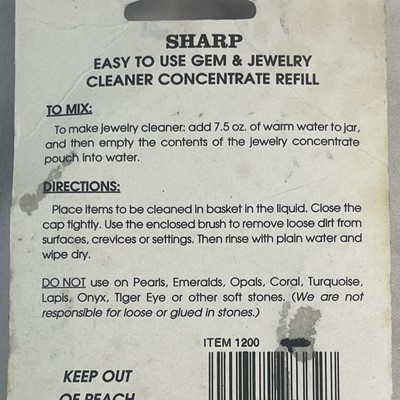 SHARP
EASY TO USE GEM & JEWELRY
CLEANER CONCENTRATE REFILL
TO MIX:
To make jewelry cleaner: add 7.5 oz. of warm water to jar,
and then empty the contents of the jewelry concentrate
pouch into water.
DIRECTIONS:
Place items to be cleaned in basket in the liquid. Close the
cap tightly. Use the enclosed brush to remove loose dirt from
surfaces, crevices or settings. Then rinse with plain water and
wipe dry.
DO NOT use on Pearls, Emeralds, Opals, Coral, Turquoise,
Lapis, Onyx, Tiger Eye or other soft stones. (We are not
responsible for loose or glued in stones.)
ITEM 1200
KEEP OUT
OF REACH